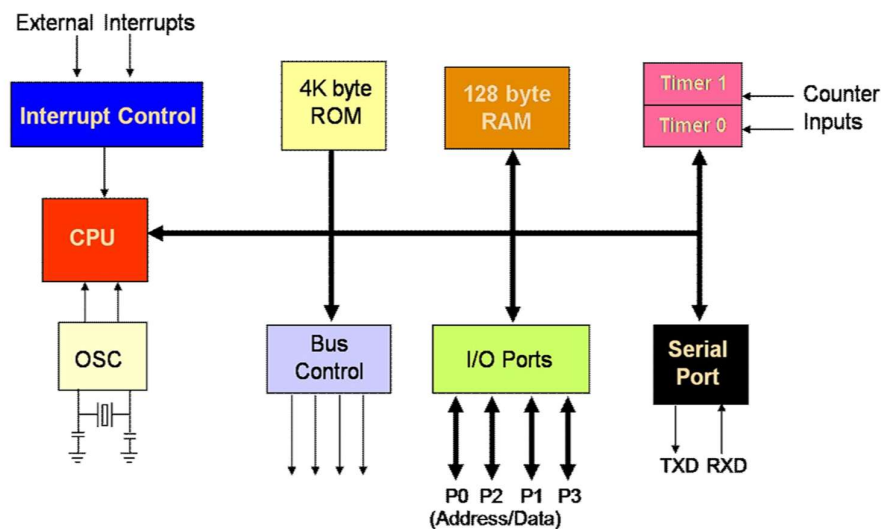 External Interrupts
Interrupt Control
4K byte
ROM
128 byte
RAM
Timer 1
Timer 0
Counter
Inputs
CPU
OSC
Bus
Control
I/O Ports
Serial
Port
TXD RXD
P0 P2 P1 P3
(Address/Data)